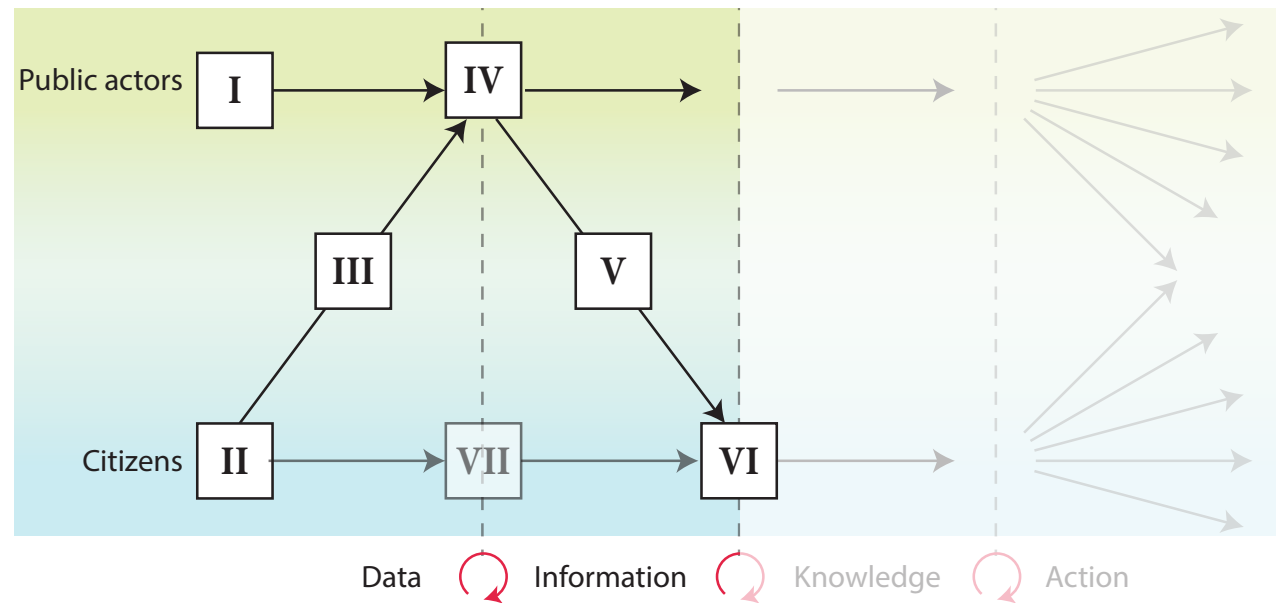 Public actors
I
IV
III
V
Citizens
II
VII
VI
Data
Information
Knowledge
Action